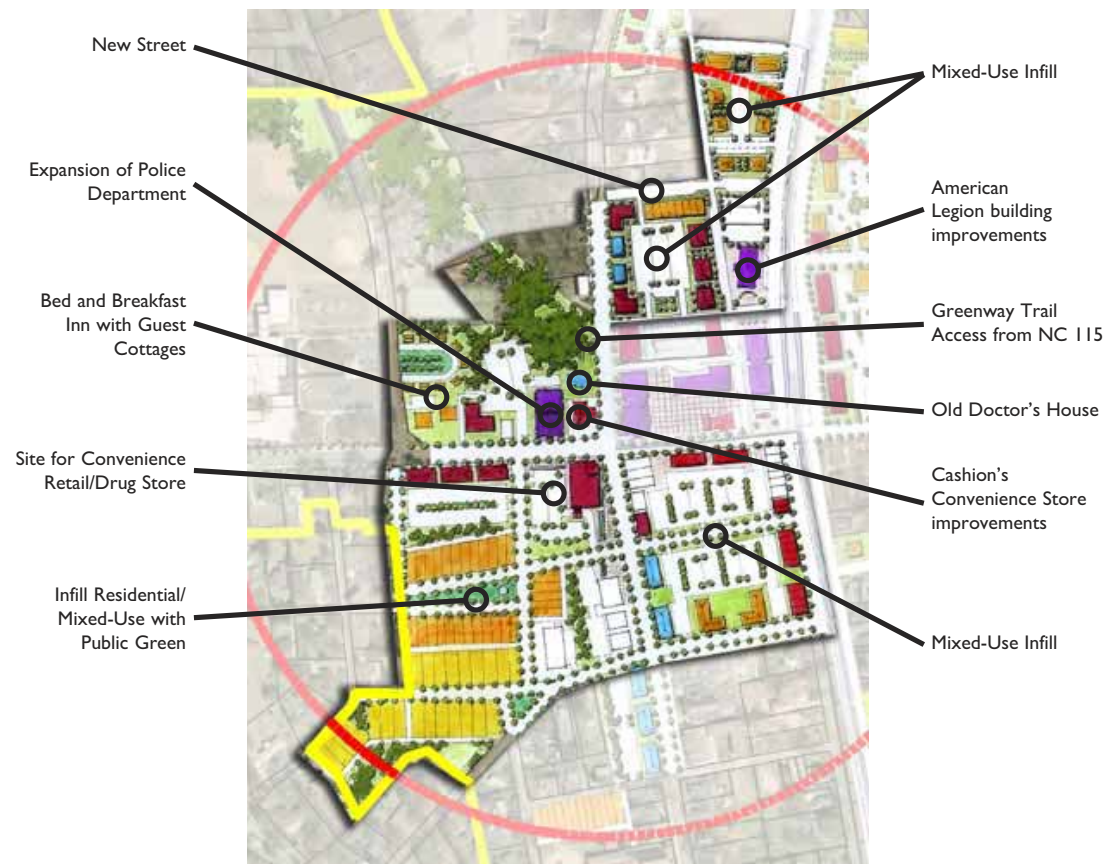 New Street
Expansion of Police
Department
Bed and Breakfast
Inn with Guest
Cottages
Site for Convenience
Retail/Drug Store
Infill Residential/
Mixed-Use with
Public Green
Mixed-Use Infill
American
Legion building
improvements
Greenway Trail
Access from NC 115
Old Doctor’s House
Cashion’s
Convenience Store
improvements
Mixed-Use Infill